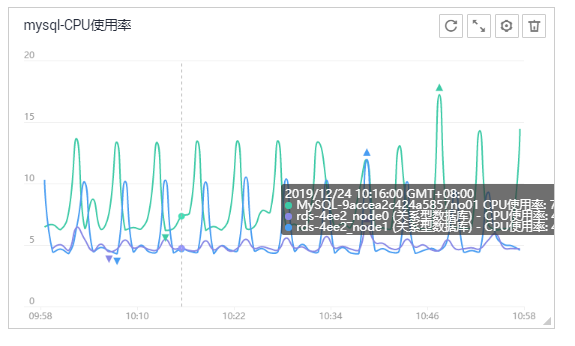 mysql-CPU使用率
20
15
10
5
0
2019/12/24 10:16:00 GMT+08:00
MySQL-9accea2c424a5857no01 CPU使用率: 7
rds-4ee2_node0 (关系型数据库) - CPU使用率: 4
rds-4ee2_node1 (关系型数据库) - CPU使用率: 4
09:58 10:10 10:22 10:34 10:46 10:58